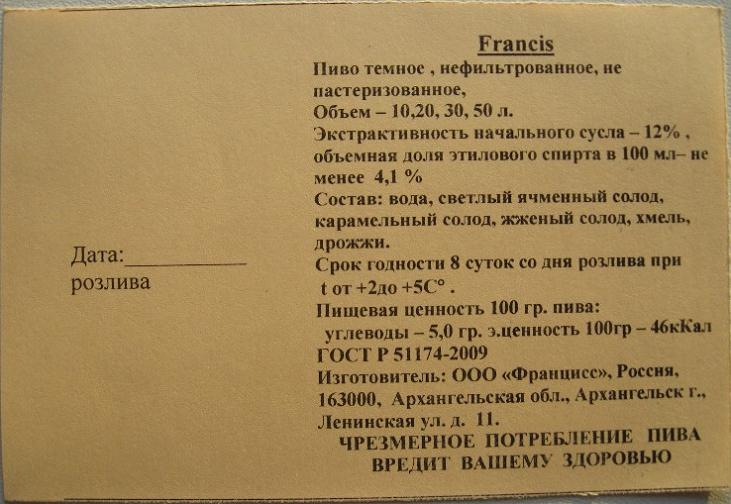 Francis
Пиво темное , нефильтрованное, не
пастеризованное,
Объем – 10,20, 30, 50 л.
Экстрактивность начального сусла – 12% ,
объемная доля этилового спирта в 100 мл– не
менее 4,1 %
Состав: вода, светлый ячменный солод,
карамельный солод, жженый солод, хмель,
дрожжи.
Срок годности 8 суток со дня розлива при
t от +2до +5С° .
Пищевая ценность 100 гр. пива:
углеводы – 5,0 гр. э.ценность 100гр – 46кКал
ГОСТ Р 51174-2009
Изготовитель: ООО «Францисс», Россия,
163000, Архангельская обл., Архангельск г.,
Ленинская ул. д. 11.
ЧРЕЗМЕРНОЕ ПОТРЕБЛЕНИЕ ПИВА
ВРЕДИТ ВАШЕМУ ЗДОРОВЬЮ
Дата:___________
розлива